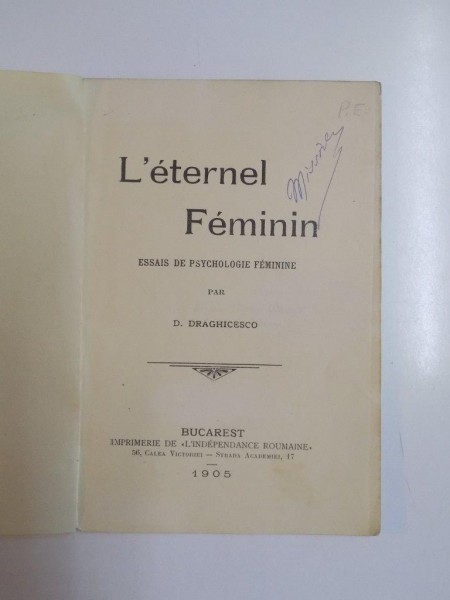 P.E.
L'éternel
Féminin
ESSAIS DE PSYCHOLOGIE FÉMININE
PAR
D. DRAGHICESCO
BUCAREST
IMPRIMERIE DE «L'INDÉPENDANCE ROUMAINE»
56, CALEA VICTORIEI — STRADA ACADEMIEI, 17
1905